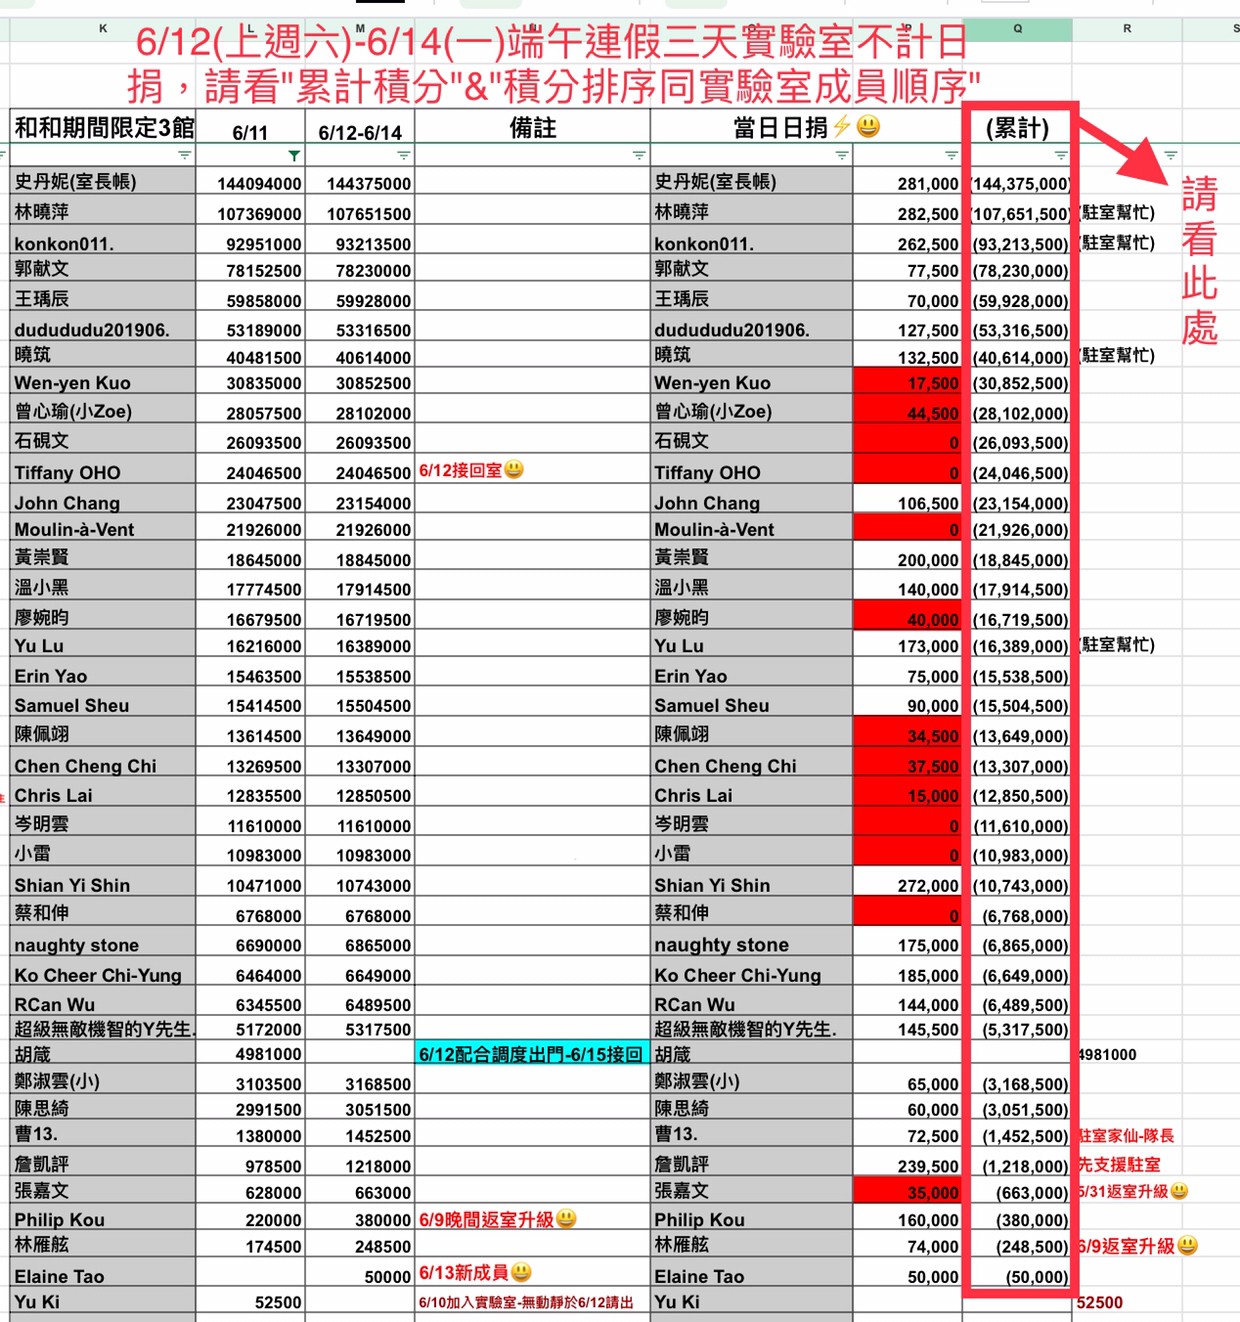 K L M N O P Q R S
6/12(上週六)-6/14(一)端午連假三天實驗室不計日
捐，請看"累計積分"&"積分排序同實驗室成員順序"
和和期間限定3館 6/11 6/12-6/14 備註 當日日捐⚡😃 (累計)
請看此處
史丹妮(室長帳) 144094000 144375000 史丹妮(室長帳) 281,000 (144,375,000)
林曉萍 107369000 107651500 林曉萍 282,500 (107,651,500) (駐室幫忙)
konkon011. 92951000 93213500 konkon011. 262,500 (93,213,500) (駐室幫忙)
郭献文 78152500 78230000 郭献文 77,500 (78,230,000)
王瑀辰 59858000 59928000 王瑀辰 70,000 (59,928,000)
dudududu201906. 53189000 53316500 dudududu201906. 127,500 (53,316,500)
曉筑 40481500 40614000 曉筑 132,500 (40,614,000) (駐室幫忙)
Wen-yen Kuo 30835000 30852500 Wen-yen Kuo 17,500 (30,852,500)
曾心瑜(小Zoe) 28057500 28102000 曾心瑜(小Zoe) 44,500 (28,102,000)
石硯文 26093500 26093500 石硯文 0 (26,093,500)
Tiffany OHO 24046500 24046500 6/12接回室😃 Tiffany OHO 0 (24,046,500)
John Chang 23047500 23154000 John Chang 106,500 (23,154,000)
Moulin-à-Vent 21926000 21926000 Moulin-à-Vent 0 (21,926,000)
黃崇賢 18645000 18845000 黃崇賢 200,000 (18,845,000)
溫小黑 17774500 17914500 溫小黑 140,000 (17,914,500)
廖婉昀 16679500 16719500 廖婉昀 40,000 (16,719,500)
Yu Lu 16216000 16389000 Yu Lu 173,000 (16,389,000) (駐室幫忙)
Erin Yao 15463500 15538500 Erin Yao 75,000 (15,538,500)
Samuel Sheu 15414500 15504500 Samuel Sheu 90,000 (15,504,500)
陳佩翊 13614500 13649000 陳佩翊 34,500 (13,649,000)
Chen Cheng Chi 13269500 13307000 Chen Cheng Chi 37,500 (13,307,000)
Chris Lai 12835500 12850500 Chris Lai 15,000 (12,850,500)
岑明雲 11610000 11610000 岑明雲 0 (11,610,000)
小雷 10983000 10983000 小雷 0 (10,983,000)
Shian Yi Shin 10471000 10743000 Shian Yi Shin 272,000 (10,743,000)
蔡和伸 6768000 6768000 蔡和伸 0 (6,768,000)
naughty stone 6690000 6865000 naughty stone 175,000 (6,865,000)
Ko Cheer Chi-Yung 6464000 6649000 Ko Cheer Chi-Yung 185,000 (6,649,000)
RCan Wu 6345500 6489500 RCan Wu 144,000 (6,489,500)
超級無敵機智的Y先生. 5172000 5317500 超級無敵機智的Y先生. 145,500 (5,317,500)
胡箴 4981000 6/12配合調度出門-6/15接回 胡箴 4981000
鄭淑雲(小) 3103500 3168500 鄭淑雲(小) 65,000 (3,168,500)
陳思綺 2991500 3051500 陳思綺 60,000 (3,051,500)
曹13. 1380000 1452500 曹13. 72,500 (1,452,500) 駐室家仙-隊長
詹凱評 978500 1218000 詹凱評 239,500 (1,218,000) 先支援駐室
張嘉文 628000 663000 張嘉文 35,000 (663,000) 5/31返室升級😃
Philip Kou 220000 380000 6/9晚間返室升級😃 Philip Kou 160,000 (380,000)
林雁舷 174500 248500 林雁舷 74,000 (248,500) 6/9返室升級😃
Elaine Tao 50000 6/13新成員😃 Elaine Tao 50,000 (50,000)
Yu Ki 52500 6/10加入實驗室-無動靜於6/12請出 Yu Ki 52500